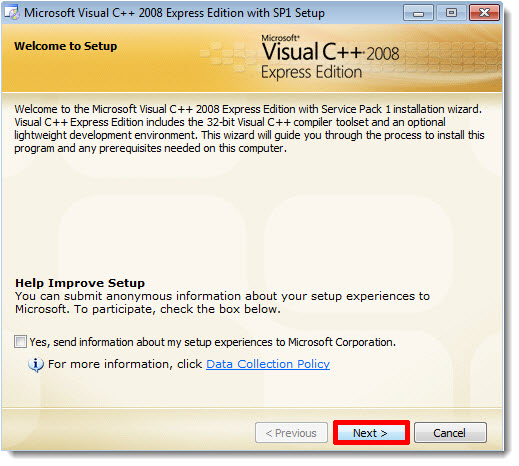 Microsoft Visual C++ 2008 Express Edition with SP1 Setup
Welcome to Setup
Microsoft®
Visual C++ 2008
Express Edition
Welcome to the Microsoft Visual C++ 2008 Express Edition with Service Pack 1 installation wizard.
Visual C++ Express Edition includes the 32-bit Visual C++ compiler toolset and an optional
lightweight development environment. This wizard will guide you through the process to install this
program and any prerequisites needed on this computer.
Help Improve Setup
You can submit anonymous information about your setup experiences to
Microsoft. To participate, check the box below.
Yes, send information about my setup experiences to Microsoft Corporation.
For more information, click Data Collection Policy
< Previous Next > Cancel